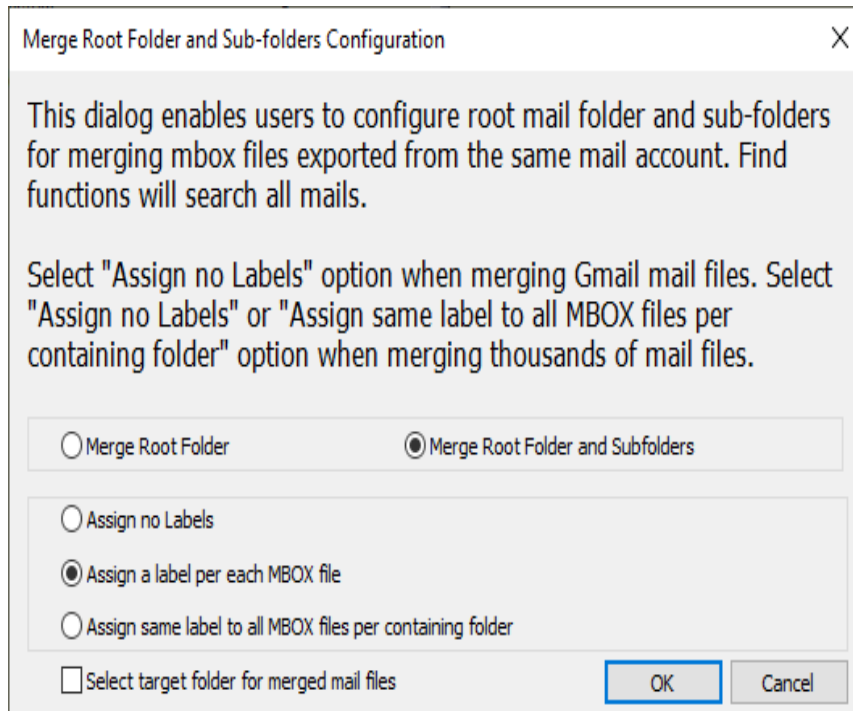 Merge Root Folder and Sub-folders Configuration
This dialog enables users to configure root mail folder and sub-folders
for merging mbox files exported from the same mail account. Find
functions will search all mails.
Select "Assign no Labels" option when merging Gmail mail files. Select
"Assign no Labels" or "Assign same label to all MBOX files per
containing folder" option when merging thousands of mail files.
Merge Root Folder
Merge Root Folder and Subfolders
Assign no Labels
Assign a label per each MBOX file
Assign same label to all MBOX files per containing folder
Select target folder for merged mail files
OK
Cancel